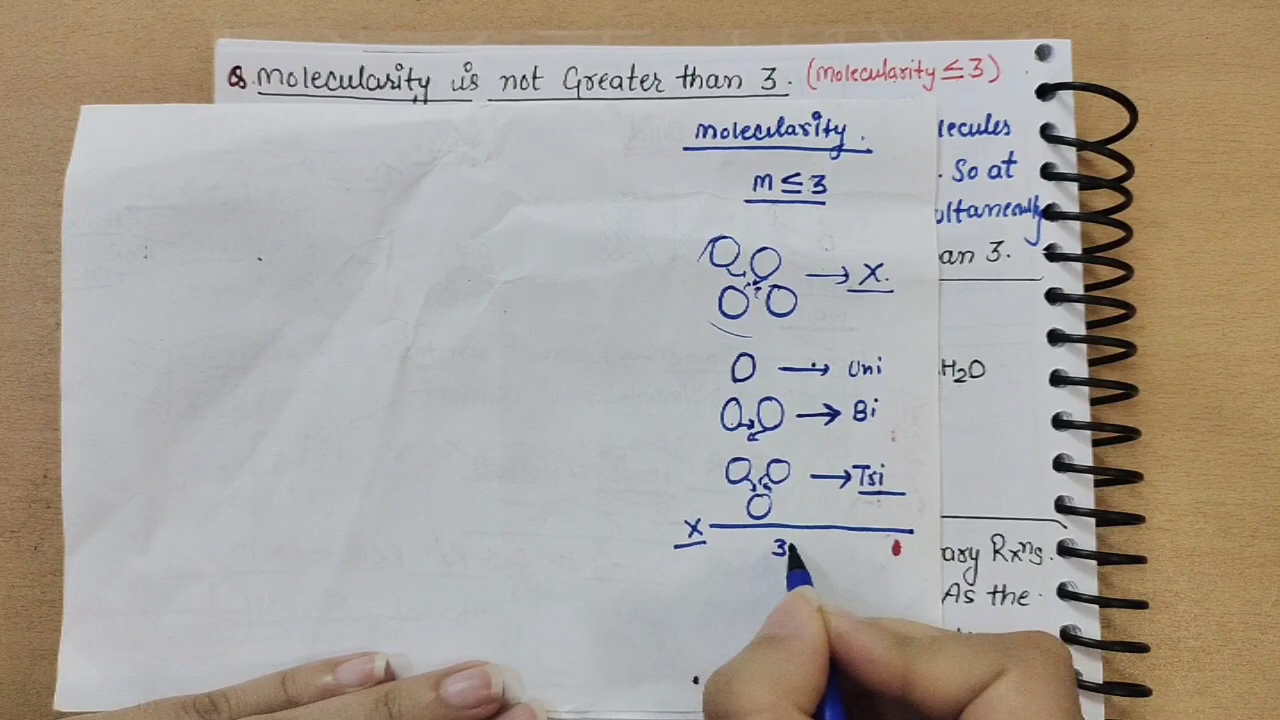 Q. Molecularity is not Greater than 3. (Molecularity ≤ 3)
Molecularity.
lecules
. So at
m ≤ 3
ultaneously
an 3.
→ X.
→ Uni
H₂O
→ Bi
→ Tri
X
3
ary Rxⁿs.
As the